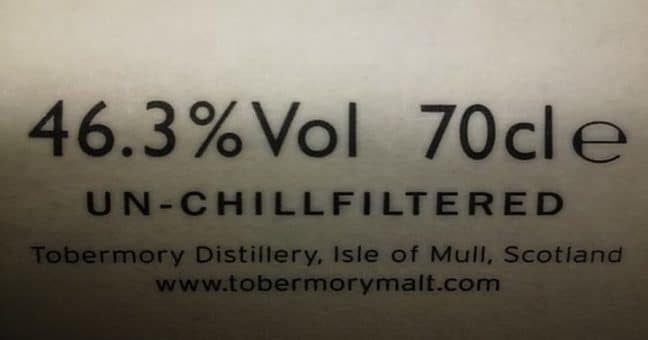 46.3%Vol 70cl℮
UN-CHILLFILTERED
Tobermory Distillery, Isle of Mull, Scotland
www.tobermorymalt.com